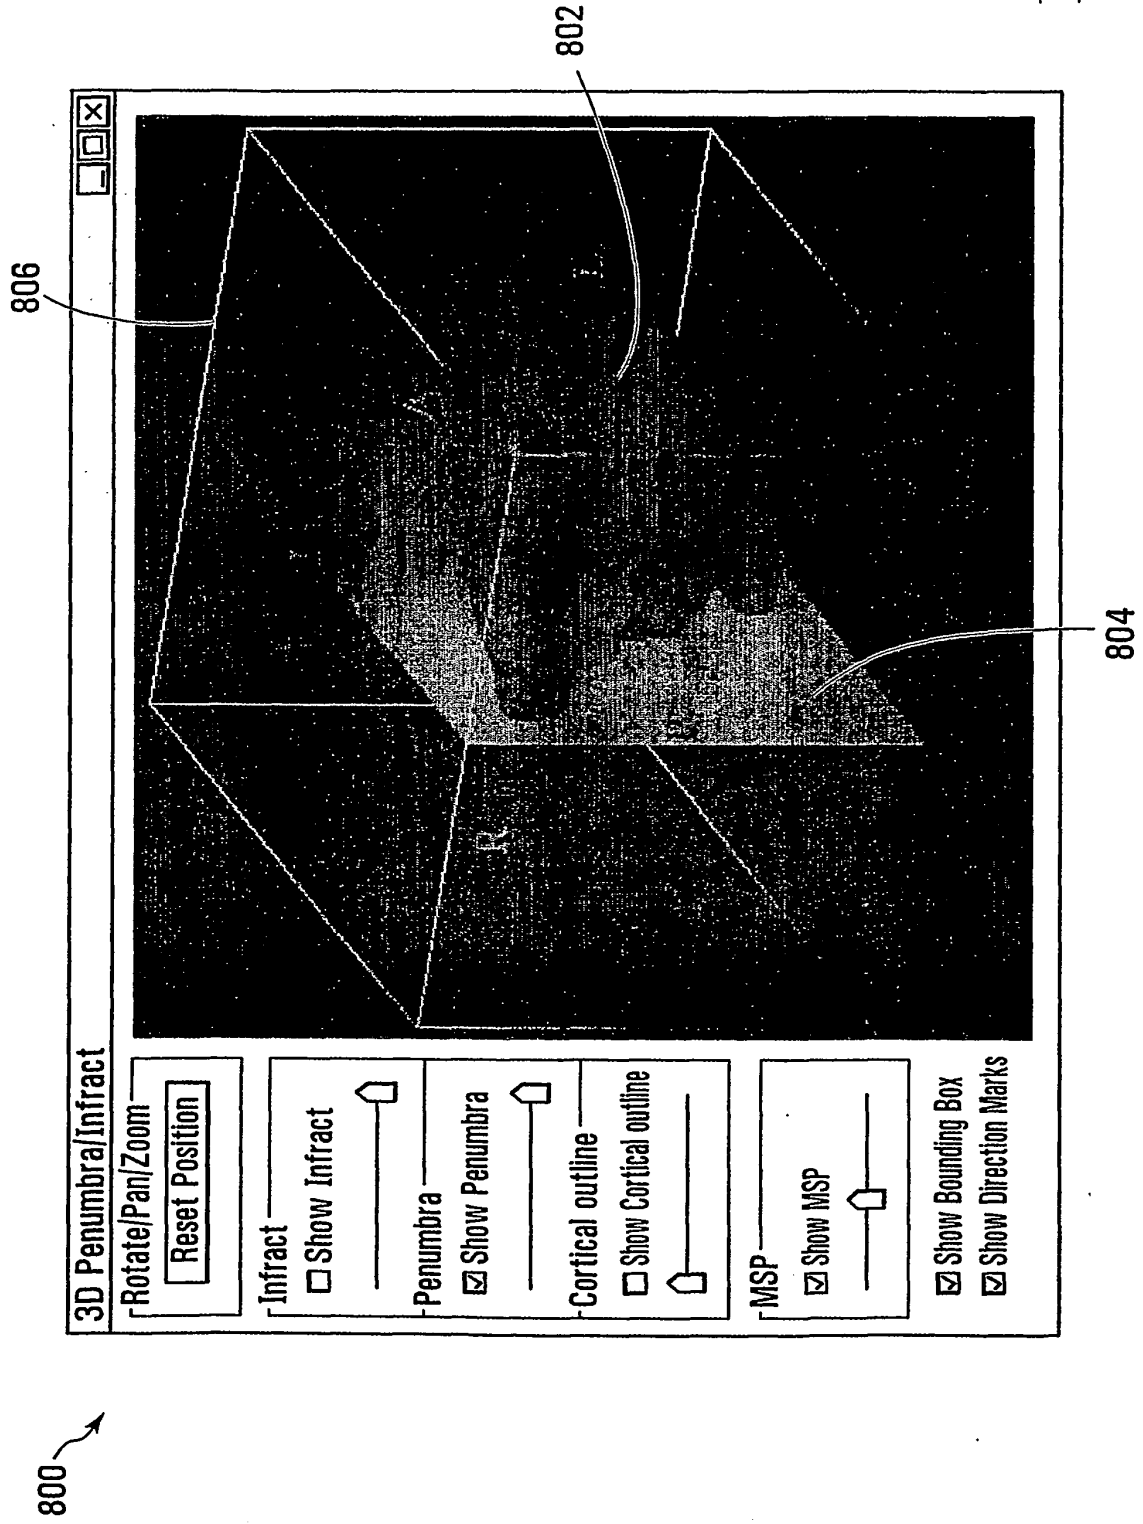 800
3D Penumbra/Infract
Rotate/Pan/Zoom
Reset Position
Infract
Show Infract
Penumbra
Show Penumbra
Cortical outline
Show Cortical outline
MSP
Show MSP
Show Bounding Box
Show Direction Marks
806
802
804
R